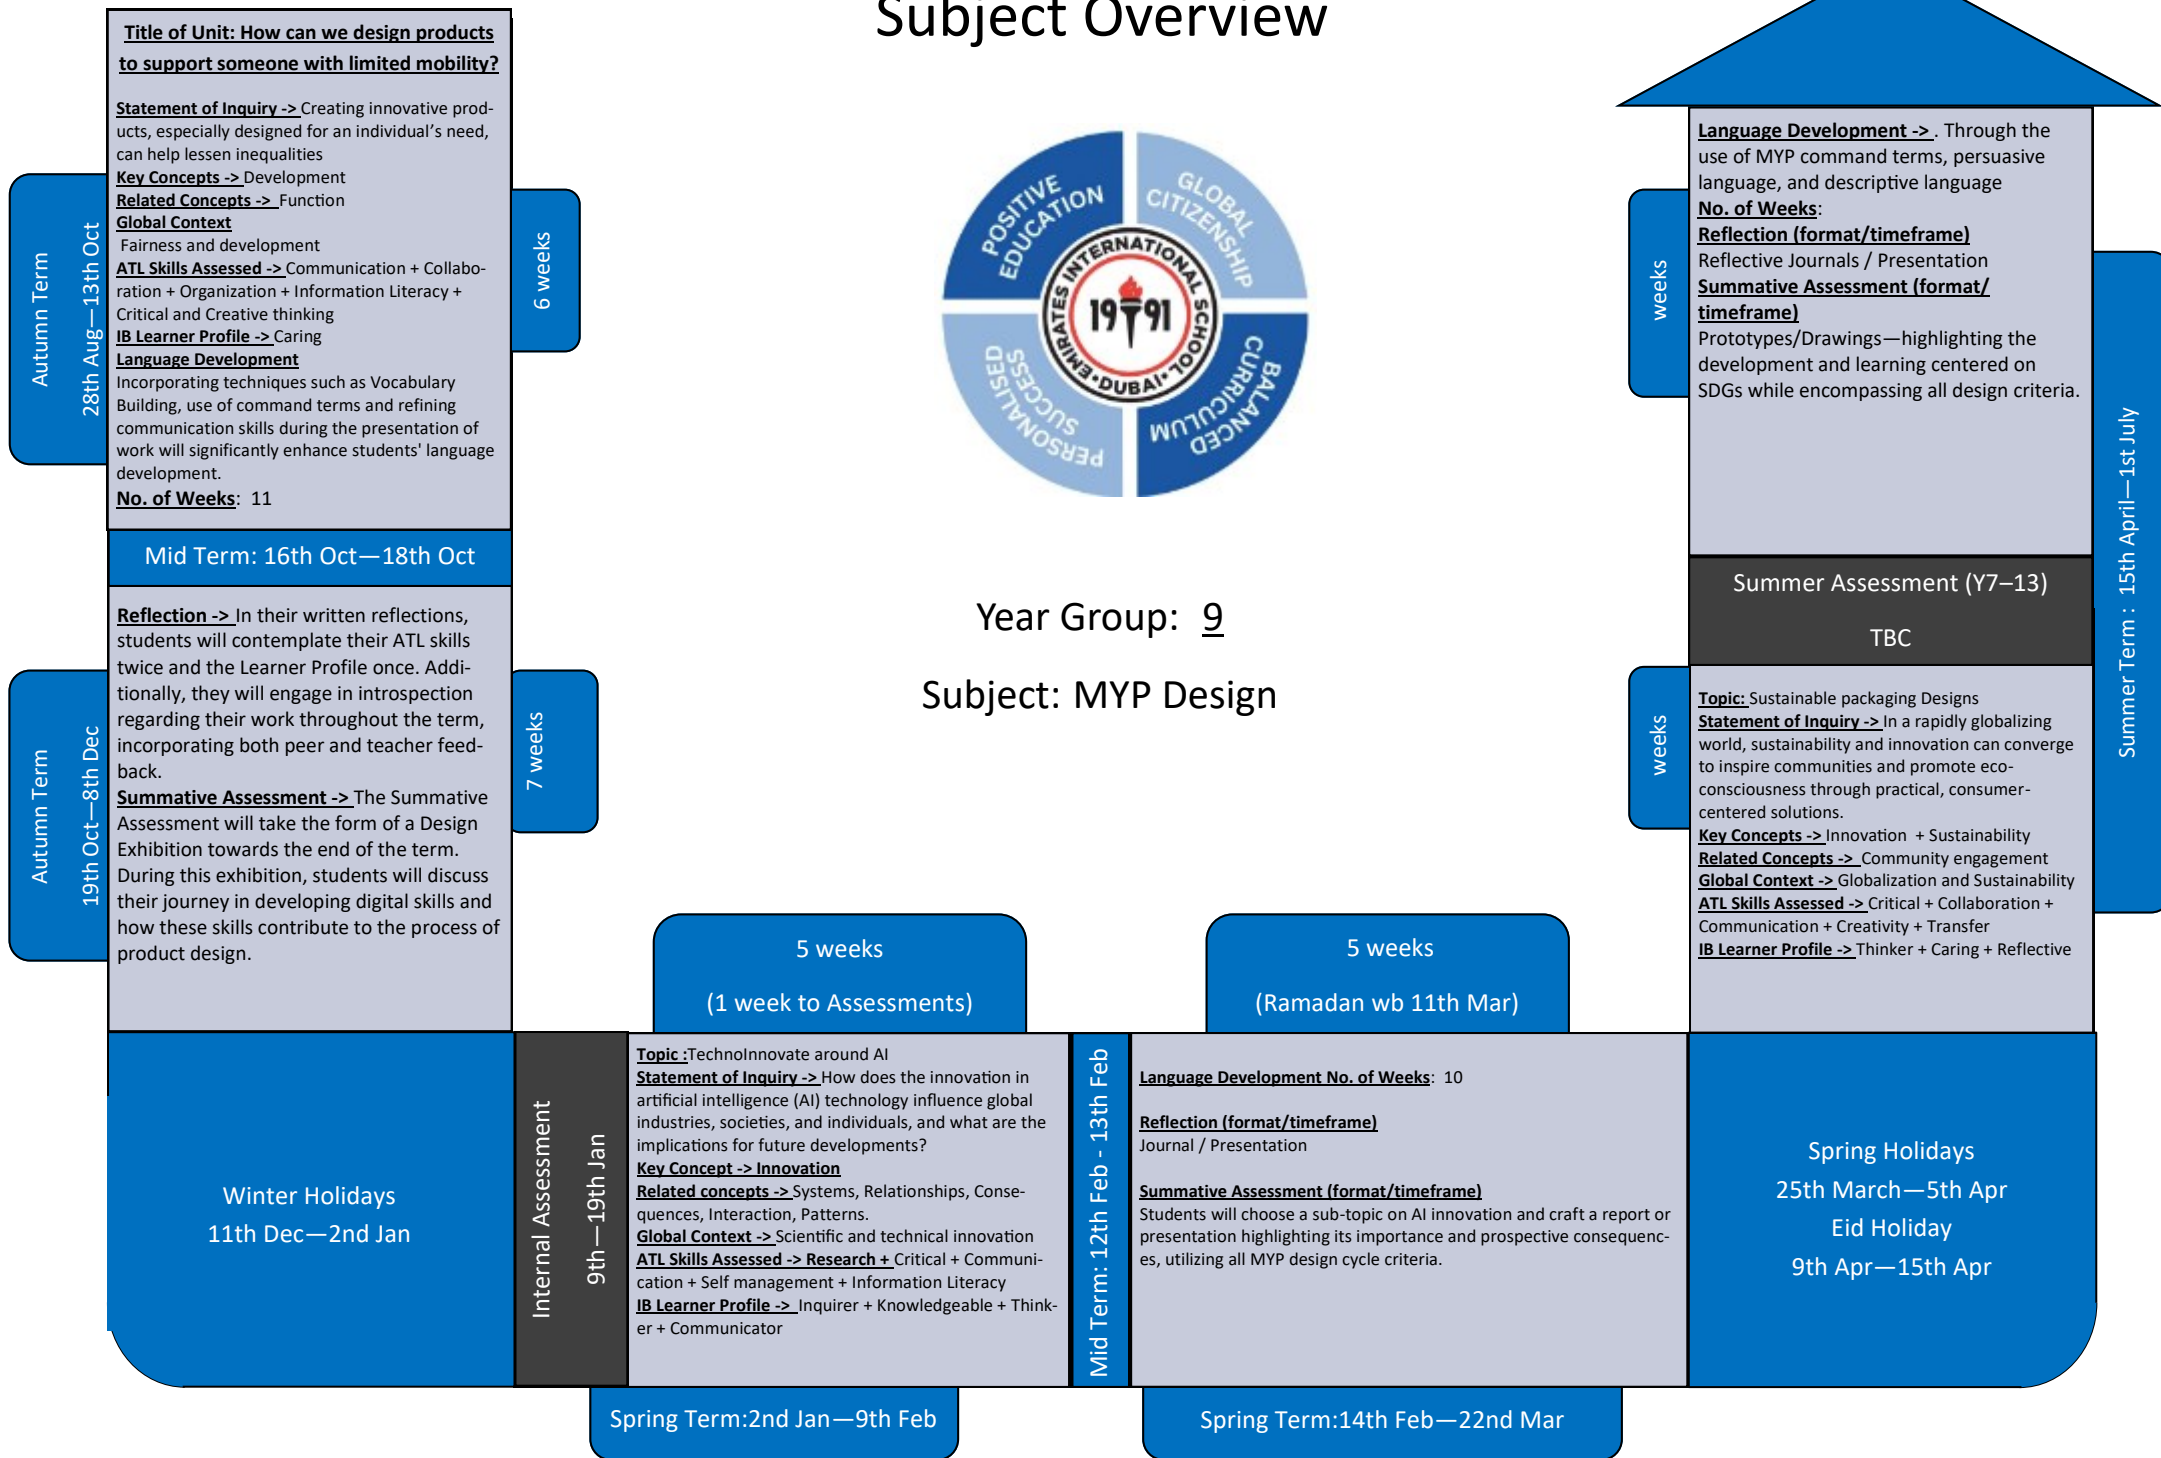 Subject Overview
Title of Unit: How can we design products
to support someone with limited mobility?
Statement of Inquiry -> Creating innovative prod-
ucts, especially designed for an individual's need,
can help lessen inequalities
Key Concepts -> Development
Related Concepts -> Function
Global Context
Fairness and development
ATL Skills Assessed -> Communication + Collabo-
ration + Organization + Information Literacy +
Critical and Creative thinking
IB Learner Profile -> Caring
Language Development
Incorporating techniques such as Vocabulary
Building, use of command terms and refining
communication skills during the presentation of
work will significantly enhance students' language
development.
No. of Weeks: 11
Autumn Term
28th Aug—13th Oct
6 weeks
Mid Term: 16th Oct—18th Oct
Reflection -> In their written reflections,
students will contemplate their ATL skills
twice and the Learner Profile once. Addi-
tionally, they will engage in introspection
regarding their work throughout the term,
incorporating both peer and teacher feed-
back.
Summative Assessment -> The Summative
Assessment will take the form of a Design
Exhibition towards the end of the term.
During this exhibition, students will discuss
their journey in developing digital skills and
how these skills contribute to the process of
product design.
Autumn Term
19th Oct—8th Dec
7 weeks
Winter Holidays
11th Dec—2nd Jan
Internal Assessment
9th—19th Jan
POSITIVE
EDUCATION
GLOBAL
CITIZENSHIP
PERSONALISED
SUCCESS
BALANCED
CURRICULUM
EMIRATES INTERNATIONAL SCHOOL
•DUBAI•
1991
Year Group: 9
Subject: MYP Design
5 weeks
(1 week to Assessments)
Topic :TechnoInnovate around AI
Statement of Inquiry -> How does the innovation in
artificial intelligence (AI) technology influence global
industries, societies, and individuals, and what are the
implications for future developments?
Key Concept -> Innovation
Related concepts -> Systems, Relationships, Conse-
quences, Interaction, Patterns.
Global Context -> Scientific and technical innovation
ATL Skills Assessed -> Research + Critical + Communi-
cation + Self management + Information Literacy
IB Learner Profile -> Inquirer + Knowledgeable + Think-
er + Communicator
Spring Term:2nd Jan—9th Feb
Mid Term: 12th Feb - 13th Feb
5 weeks
(Ramadan wb 11th Mar)
Language Development No. of Weeks: 10
Reflection (format/timeframe)
Journal / Presentation
Summative Assessment (format/timeframe)
Students will choose a sub-topic on AI innovation and craft a report or
presentation highlighting its importance and prospective consequenc-
es, utilizing all MYP design cycle criteria.
Spring Term:14th Feb—22nd Mar
Spring Holidays
25th March—5th Apr
Eid Holiday
9th Apr—15th Apr
Topic: Sustainable packaging Designs
Statement of Inquiry -> In a rapidly globalizing
world, sustainability and innovation can converge
to inspire communities and promote eco-
consciousness through practical, consumer-
centered solutions.
Key Concepts -> Innovation + Sustainability
Related Concepts -> Community engagement
Global Context -> Globalization and Sustainability
ATL Skills Assessed -> Critical + Collaboration +
Communication + Creativity + Transfer
IB Learner Profile -> Thinker + Caring + Reflective
weeks
Summer Assessment (Y7–13)
TBC
Summer Term : 15th April—1st July
Language Development -> . Through the
use of MYP command terms, persuasive
language, and descriptive language
No. of Weeks:
Reflection (format/timeframe)
Reflective Journals / Presentation
Summative Assessment (format/
timeframe)
Prototypes/Drawings—highlighting the
development and learning centered on
SDGs while encompassing all design criteria.
weeks